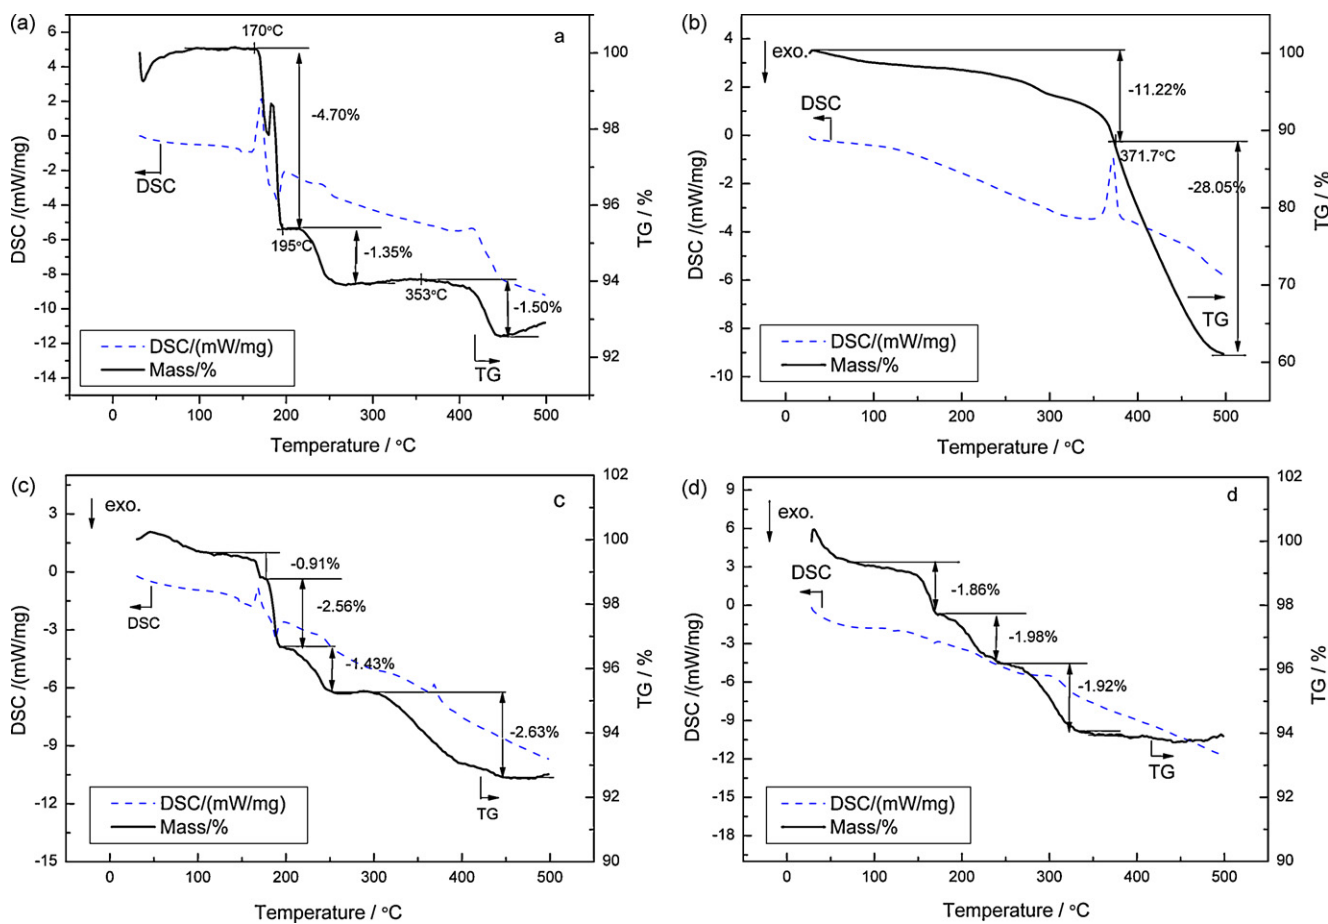 (a)
a
170°C
-4.70%
195°C
-1.35%
353°C
-1.50%
DSC
TG
DSC/(mW/mg)
Mass/%
6
4
2
0
-2
-4
-6
-8
-10
-12
-14
DSC /(mW/mg)
100
98
96
94
92
TG / %
0 100 200 300 400 500
Temperature / °C
(b)
b
exo.
DSC
-11.22%
371.7°C
-28.05%
TG
DSC/(mW/mg)
Mass/%
4
2
0
-2
-4
-6
-8
-10
DSC /(mW/mg)
100
90
80
70
60
TG / %
0 100 200 300 400 500
Temperature / °C
(c)
c
exo.
-0.91%
-2.56%
-1.43%
-2.63%
DSC
TG
DSC/(mW/mg)
Mass/%
3
0
-3
-6
-9
-12
-15
DSC /(mW/mg)
102
100
98
96
94
92
90
TG / %
0 100 200 300 400 500
Temperature / °C
(d)
d
exo.
DSC
-1.86%
-1.98%
-1.92%
TG
DSC/(mW/mg)
Mass/%
9
6
3
0
-3
-6
-9
-12
-15
-18
DSC /(mW/mg)
102
100
98
96
94
92
90
TG / %
0 100 200 300 400 500
Temperature / °C